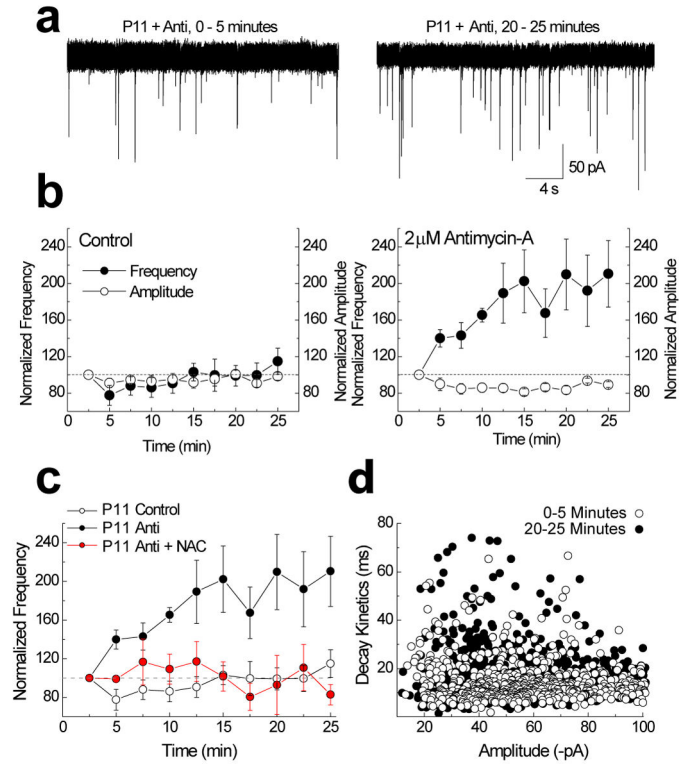 a
P11 + Anti, 0 - 5 minutes
P11 + Anti, 20 - 25 minutes
50 pA
4 s
b
Control
Frequency
Amplitude
Normalized Frequency
240
200
160
120
80
240
200
160
120
80
Normalized Amplitude
0 5 10 15 20 25
Time (min)
2µM Antimycin-A
Normalized Frequency
240
200
160
120
80
240
200
160
120
80
Normalized Amplitude
0 5 10 15 20 25
Time (min)
c
P11 Control
P11 Anti
P11 Anti + NAC
Normalized Frequency
240
200
160
120
80
0 5 10 15 20 25
Time (min)
d
0-5 Minutes
20-25 Minutes
Decay Kinetics (ms)
80
60
40
20
20 40 60 80 100
Amplitude (-pA)